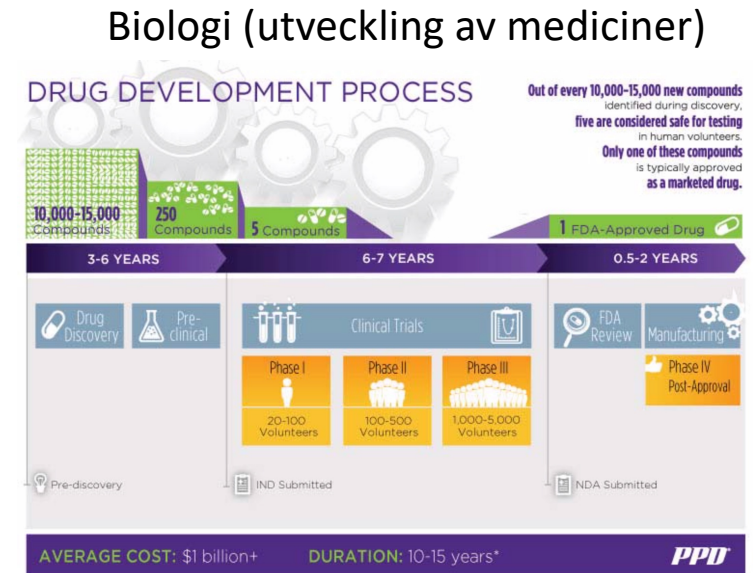 Biologi (utveckling av mediciner)
DRUG DEVELOPMENT PROCESS
Out of every 10,000-15,000 new compounds
identified during discovery,
five are considered safe for testing
in human volunteers.
Only one of these compounds
is typically approved
as a marketed drug.
10,000-15,000
Compounds
250
Compounds
5 Compounds
1 FDA-Approved Drug
3-6 YEARS
6-7 YEARS
0.5-2 YEARS
Drug
Discovery
Pre-
clinical
Clinical Trials
FDA
Review
Manufacturing
Phase I
Phase II
Phase III
Phase IV
Post-Approval
20-100
Volunteers
100-500
Volunteers
1,000-5,000
Volunteers
Pre-discovery
IND Submitted
NDA Submitted
AVERAGE COST: $1 billion+
DURATION: 10-15 years*
PPD